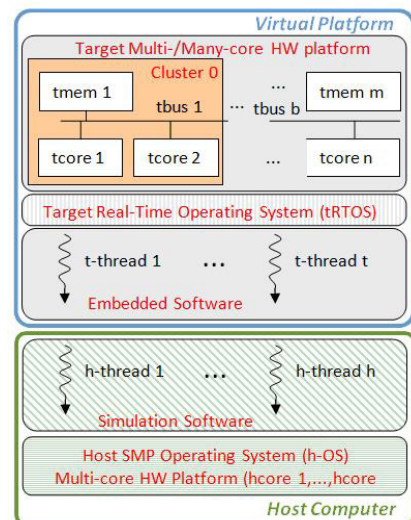 Virtual Platform
Target Multi-/Many-core HW platform
Cluster 0
tmem 1
tbus 1
...
... tbus b
tmem m
tcore 1
tcore 2
...
tcore n
Target Real-Time Operating System (tRTOS)
t-thread 1
...
t-thread t
Embedded Software
h-thread 1
...
h-thread h
Simulation Software
Host SMP Operating System (h-OS)
Multi-core HW Platform (hcore 1,...,hcore
Host Computer